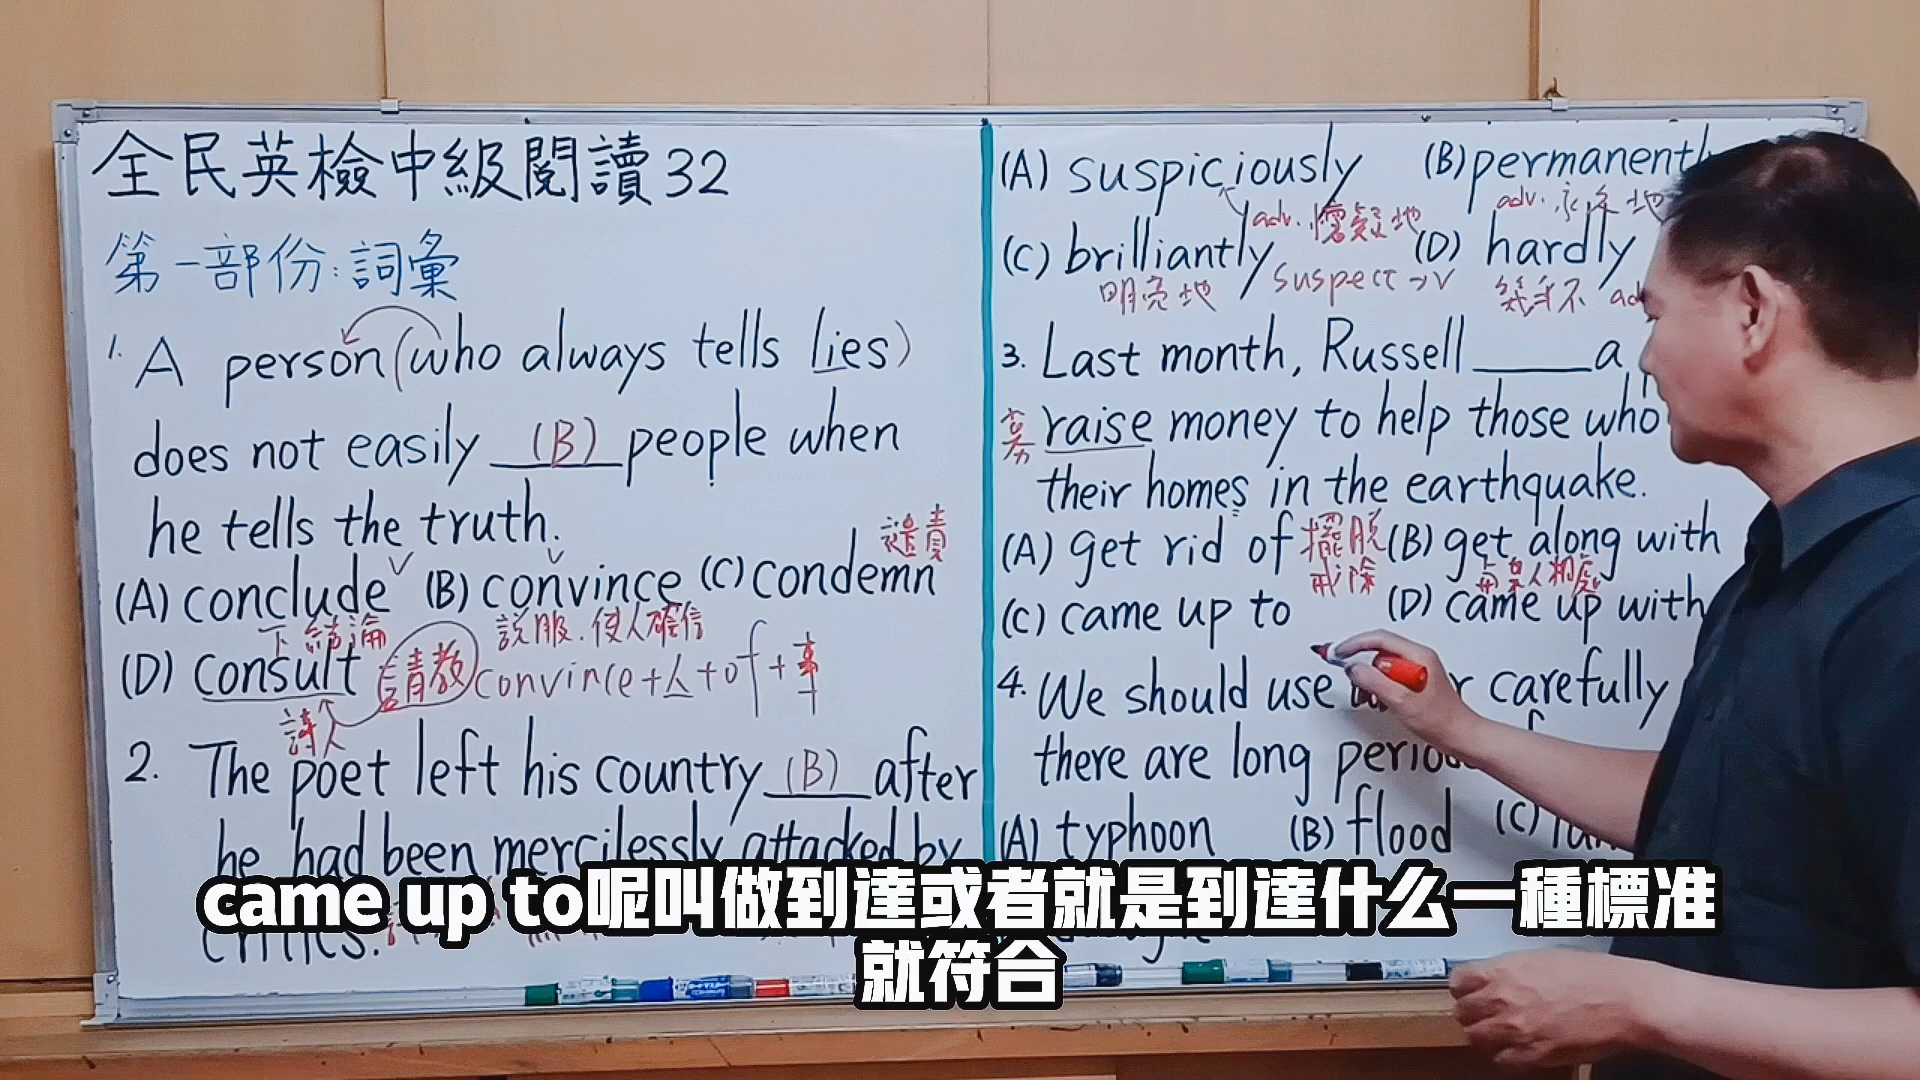 全民英檢中級閱讀32
第一部份:詞彙
1. A person (who always tells lies)
does not easily (B) people when
he tells the truth.
譴責
(A) conclude (B) convince (C) condemn
下結論 說服.使人確信
(D) consult 請教 convince+人+of+事
詩人
2. The poet left his country (B) after
he had been mercilessly attacked by
critics.
(A) suspiciously (B) permanently
adv.懷疑地 adv.永久地
(C) brilliantly (D) hardly
明亮地 suspect→v 幾乎不
3. Last month, Russell _____ a
募 raise money to help those who
their homes in the earthquake.
(A) get rid of 擺脫 (B) get along with
戒除 與某人相處
(C) came up to (D) came up with
4. We should use carefully
there are long
(A) typhoon (B) flood (C)
came up to呢叫做到達或者就是到達什么一種標准
就符合